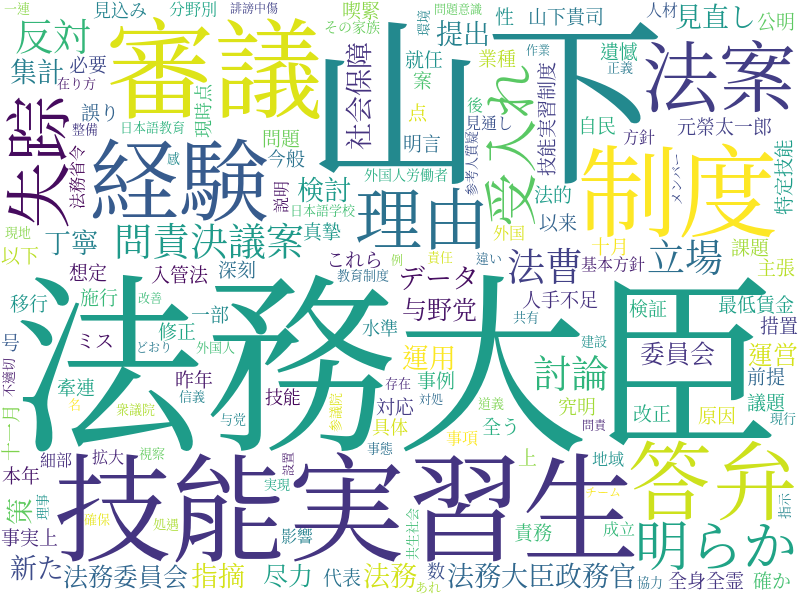 一連
見込み
分野別
誹謗中傷
喫緊
問題意識
人材
反対
審議
その家族
環境
性
山下貴司
見直し
公明
提出
集計
必要
在り方
山下
就任
業種
作業
遺憾
正義
法案
失踪
誤り
現時点
社会保障
案
点
後
受入れ
技能実習制度
自民
元榮太一郎
整備
日本語教育
法務省令
経験
感
問題
今般
明言
見通し
参考人質疑
方針
メンバー
特定技能
外国人労働者
制度
現地
以下
丁寧
説明
検討
日本語学校
真摯
理由
法的
以来
外国
十月
課題
問責決議案
想定
入管法
深刻
これら
例
責任
違い
法曹
基本方針
立場
主張
移行
施行
改善
一部
教育制度
データ
与野党
人手不足
検証
最低賃金
措置
号
ミス
どおり
修正
水準
共有
建設
不適切
牽連
外国人
昨年
運用
討論
委員会
運営
前提
法務大臣
名
信義
技能
存在
対処
事例
究明
改正
原因
議題
十一月
衆議院
与党
参議院
対応
具体
道義
全う
問責
現行
本年
細部
拡大
視察
事態
設置
事項
上
地域
答弁
策
理事
技能実習生
実現
チーム
指示
事実上
確保
処遇
影響
共生社会
責務
成立
明らか
新た
法務委員会
指摘
尽力
代表
法務
数
あれ
法務大臣政務官
協力
全身全霊
確か